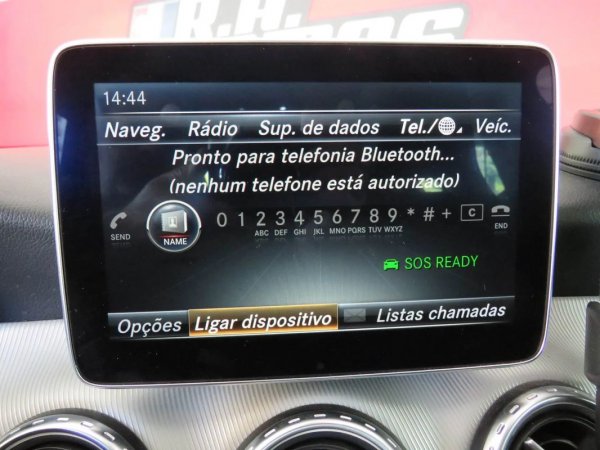 R.H.
14:44
Naveg. Rádio Sup. de dados Tel./ Veíc.
Pronto para telefonia Bluetooth...
(nenhum telefone está autorizado)
SEND NAME 0 1 2 3 4 5 6 7 8 9 * # + C END
ABC DEF GHI JKL MNO PQRS TUV WXYZ
SOS READY
Opções Ligar dispositivo Listas chamadas